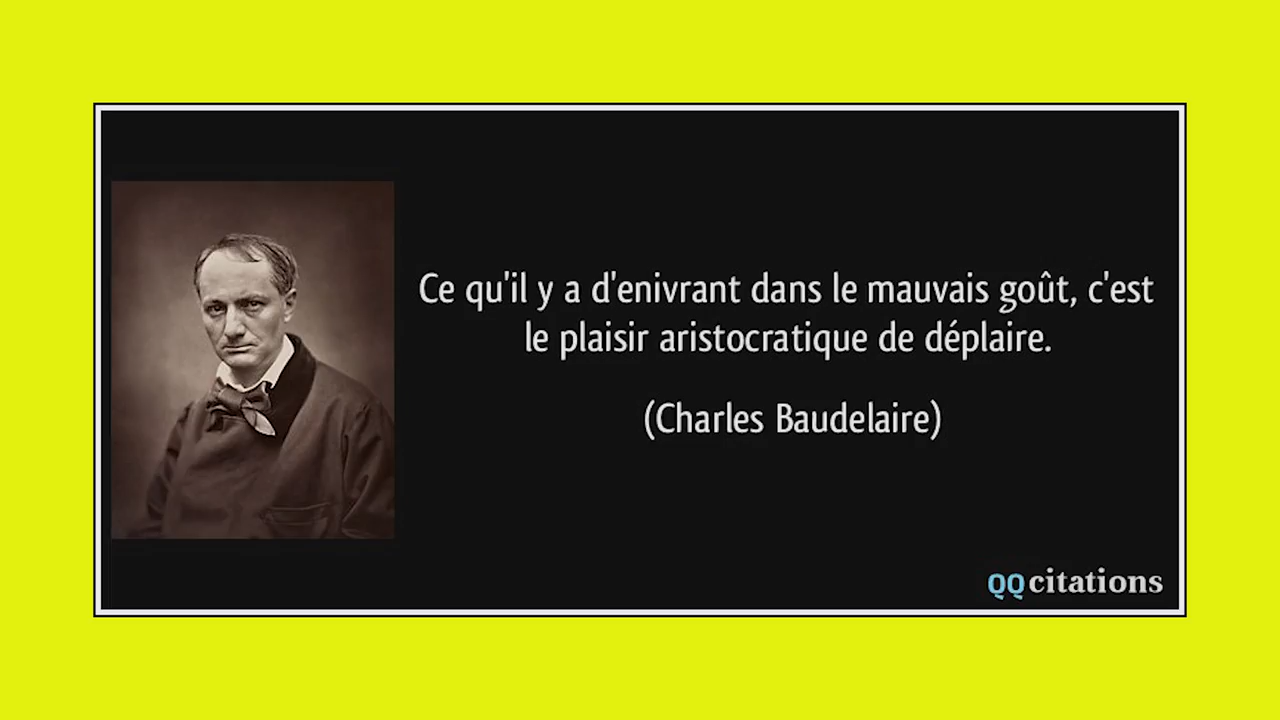 Ce qu'il y a d'enivrant dans le mauvais goût, c'est
le plaisir aristocratique de déplaire.
(Charles Baudelaire)
QQcitations